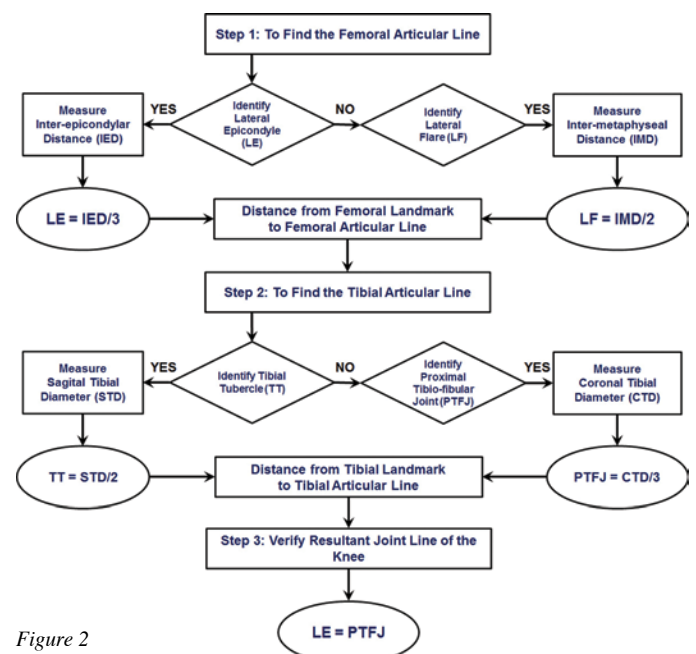 Step 1: To Find the Femoral Articular Line
Measure
Inter-epicondylar
Distance (IED)
YES
Identify
Lateral
Epicondyle
(LE)
NO
Identify
Lateral
Flare (LF)
YES
Measure
Inter-metaphyseal
Distance (IMD)
LE = IED/3
Distance from Femoral Landmark
to Femoral Articular Line
LF = IMD/2
Step 2: To Find the Tibial Articular Line
Measure
Sagital Tibial
Diameter (STD)
YES
Identify Tibial
Tubercle (TT)
NO
Identify
Proximal
Tibio-fibular
Joint (PTFJ)
YES
Measure
Coronal Tibial
Diameter (CTD)
TT = STD/2
Distance from Tibial Landmark
to Tibial Articular Line
PTFJ = CTD/3
Step 3: Verify Resultant Joint Line of the
Knee
LE = PTFJ
Figure 2